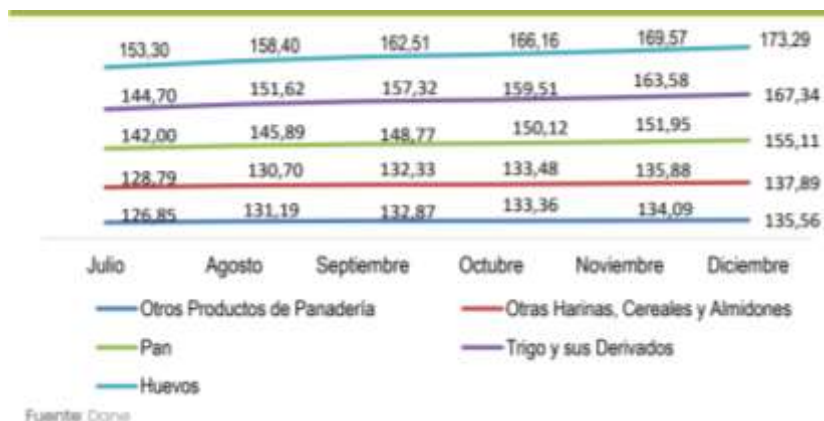 153,30 158,40 162,51 166,16 169,57 173,29
144,70 151,62 157,32 159,51 163,58 167,34
142,00 145,89 148,77 150,12 151,95 155,11
128,79 130,70 132,33 133,48 135,88 137,89
126,85 131,19 132,87 133,36 134,09 135,56
Julio Agosto Septiembre Octubre Noviembre Diciembre
Otros Productos de Panadería Otras Harinas, Cereales y Almidones
Pan Trigo y sus Derivados
Huevos
Fuente: Dane